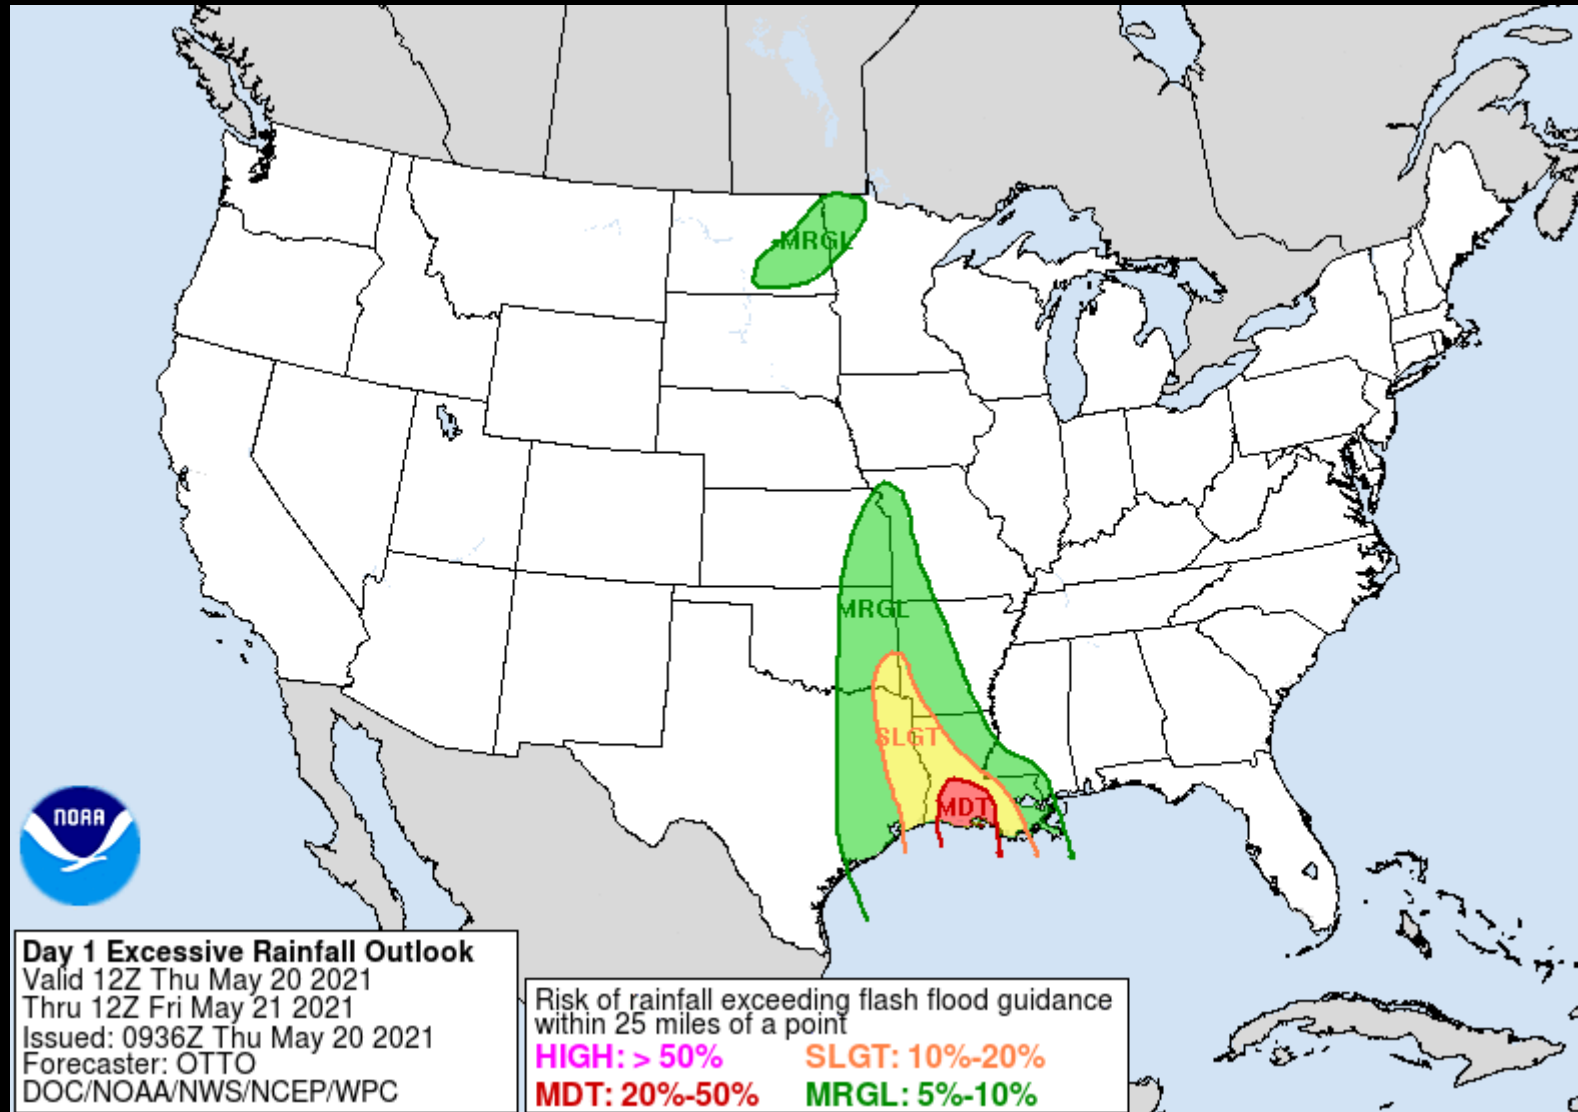 MRGL
MRGL
SLGT
MDT
NOAA
Day 1 Excessive Rainfall Outlook
Valid 12Z Thu May 20 2021
Thru 12Z Fri May 21 2021
Issued: 0936Z Thu May 20 2021
Forecaster: OTTO
DOC/NOAA/NWS/NCEP/WPC
Risk of rainfall exceeding flash flood guidance
within 25 miles of a point
HIGH: > 50% SLGT: 10%-20%
MDT: 20%-50% MRGL: 5%-10%